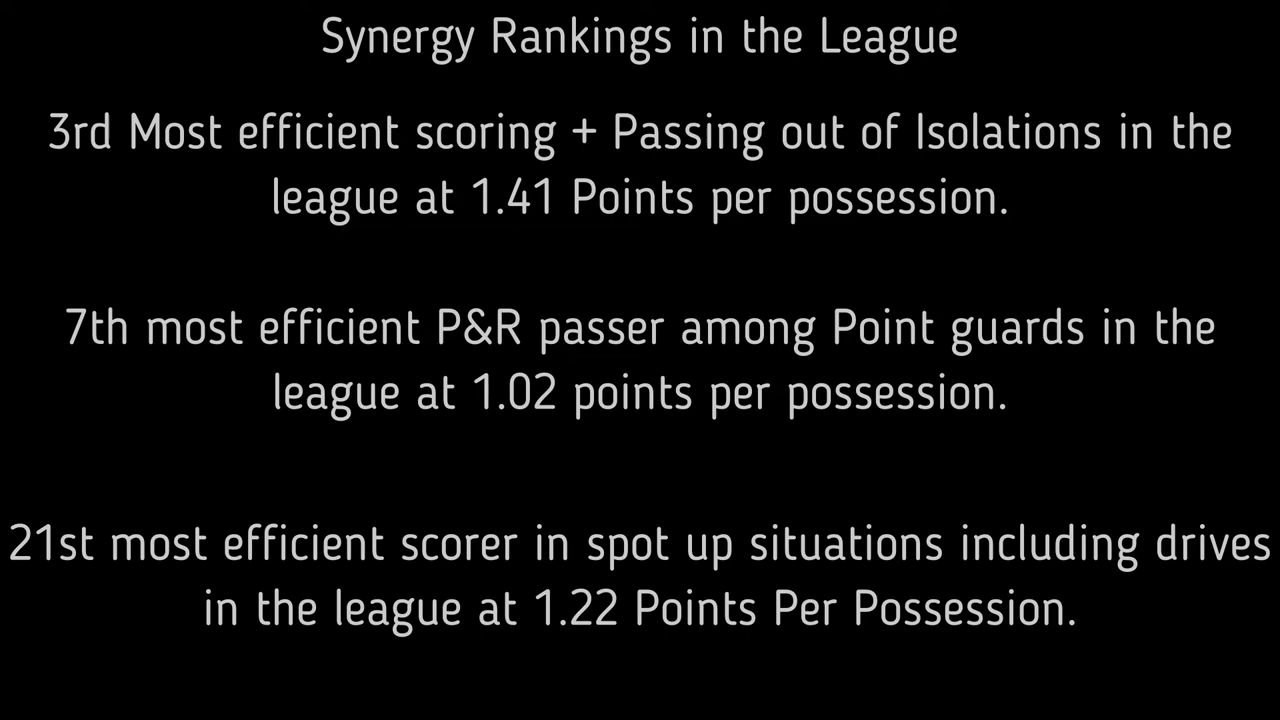 Synergy Rankings in the League
3rd Most efficient scoring + Passing out of Isolations in the
league at 1.41 Points per possession.
7th most efficient P&R passer among Point guards in the
league at 1.02 points per possession.
21st most efficient scorer in spot up situations including drives
in the league at 1.22 Points Per Possession.